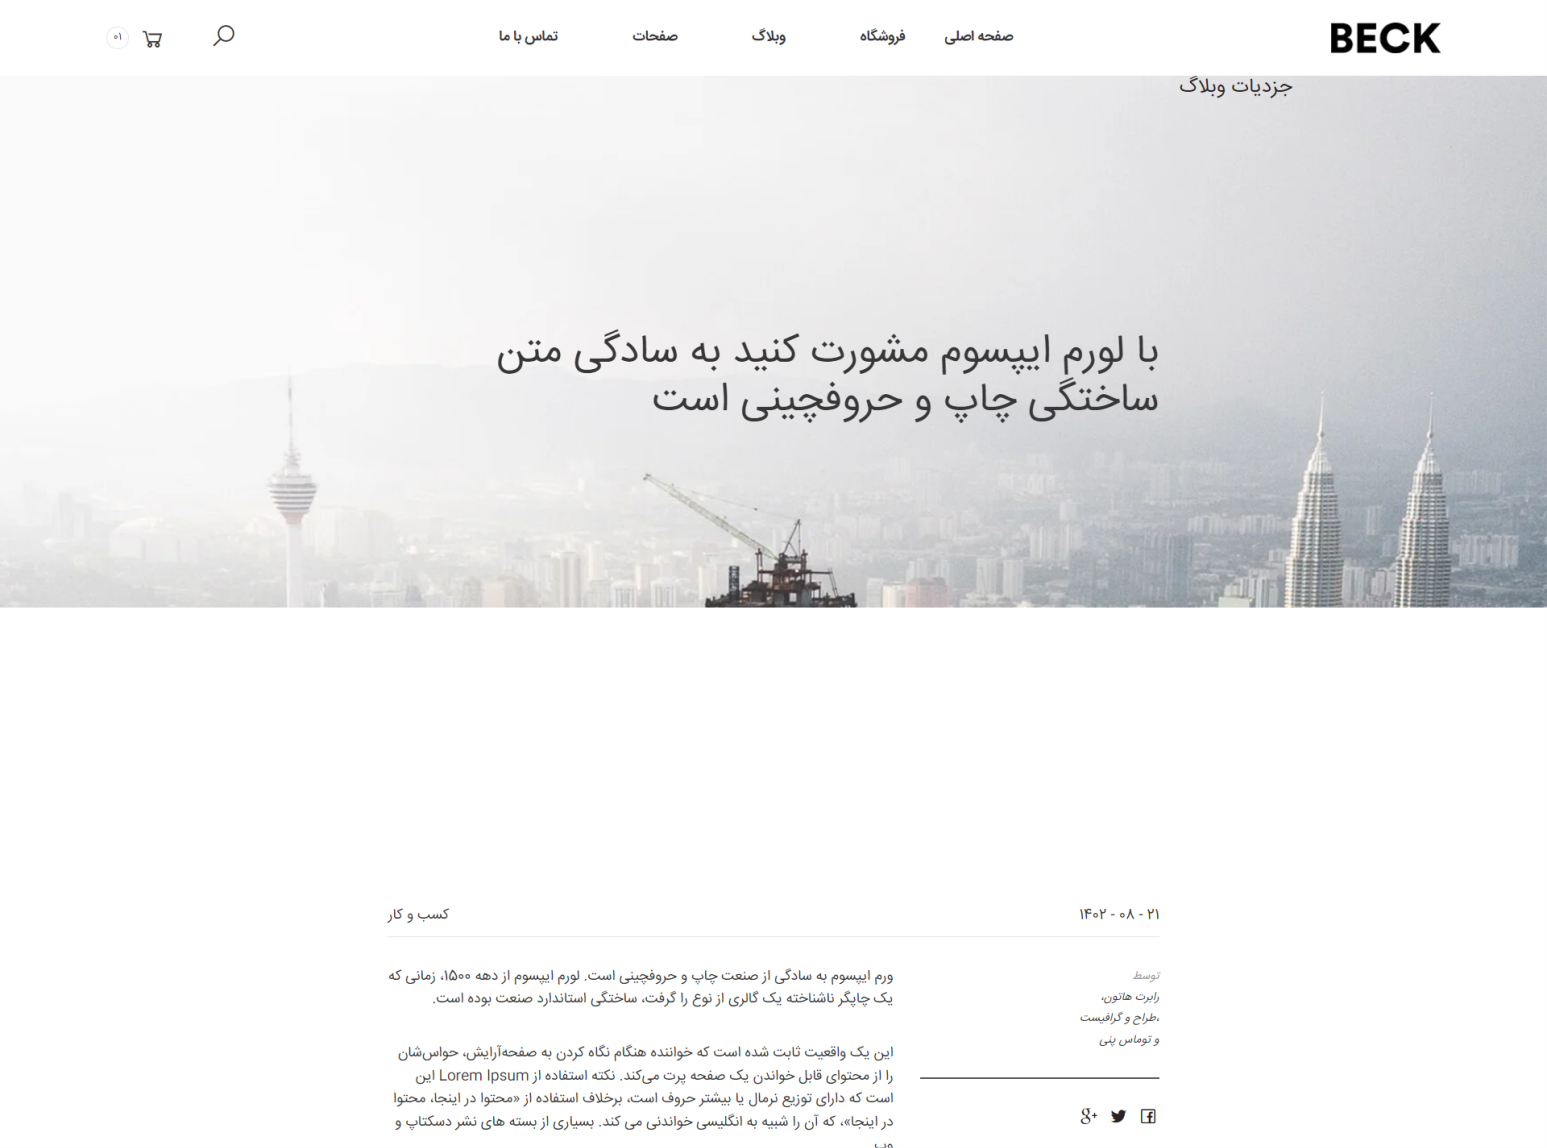 BECK
صفحه اصلی
فروشگاه
وبلاگ
صفحات
تماس با ما
۰۱
جزدیات وبلاگ
با لورم ایپسوم مشورت کنید به سادگی متن
ساختگی چاپ و حروفچینی است
۲۱ - ۰۸ - ۱۴۰۲
کسب و کار
توسط
رابرت هاتون،
،طراح و گرافیست
و توماس پنی
ورم ایپسوم به سادگی از صنعت چاپ و حروفچینی است. لورم ایپسوم از دهه ۱۵۰۰، زمانی که
یک چاپگر ناشناخته یک گالری از نوع را گرفت، ساختگی استاندارد صنعت بوده است.
این یک واقعیت ثابت شده است که خواننده هنگام نگاه کردن به صفحه‌آرایش، حواس‌شان
را از محتوای قابل خواندن یک صفحه پرت می‌کند. نکته استفاده از Lorem Ipsum این
است که دارای توزیع نرمال یا بیشتر حروف است، برخلاف استفاده از «محتوا در اینجا، محتوا
در اینجا»، که آن را شبیه به انگلیسی خواندنی می کند. بسیاری از بسته های نشر دسکتاپ و